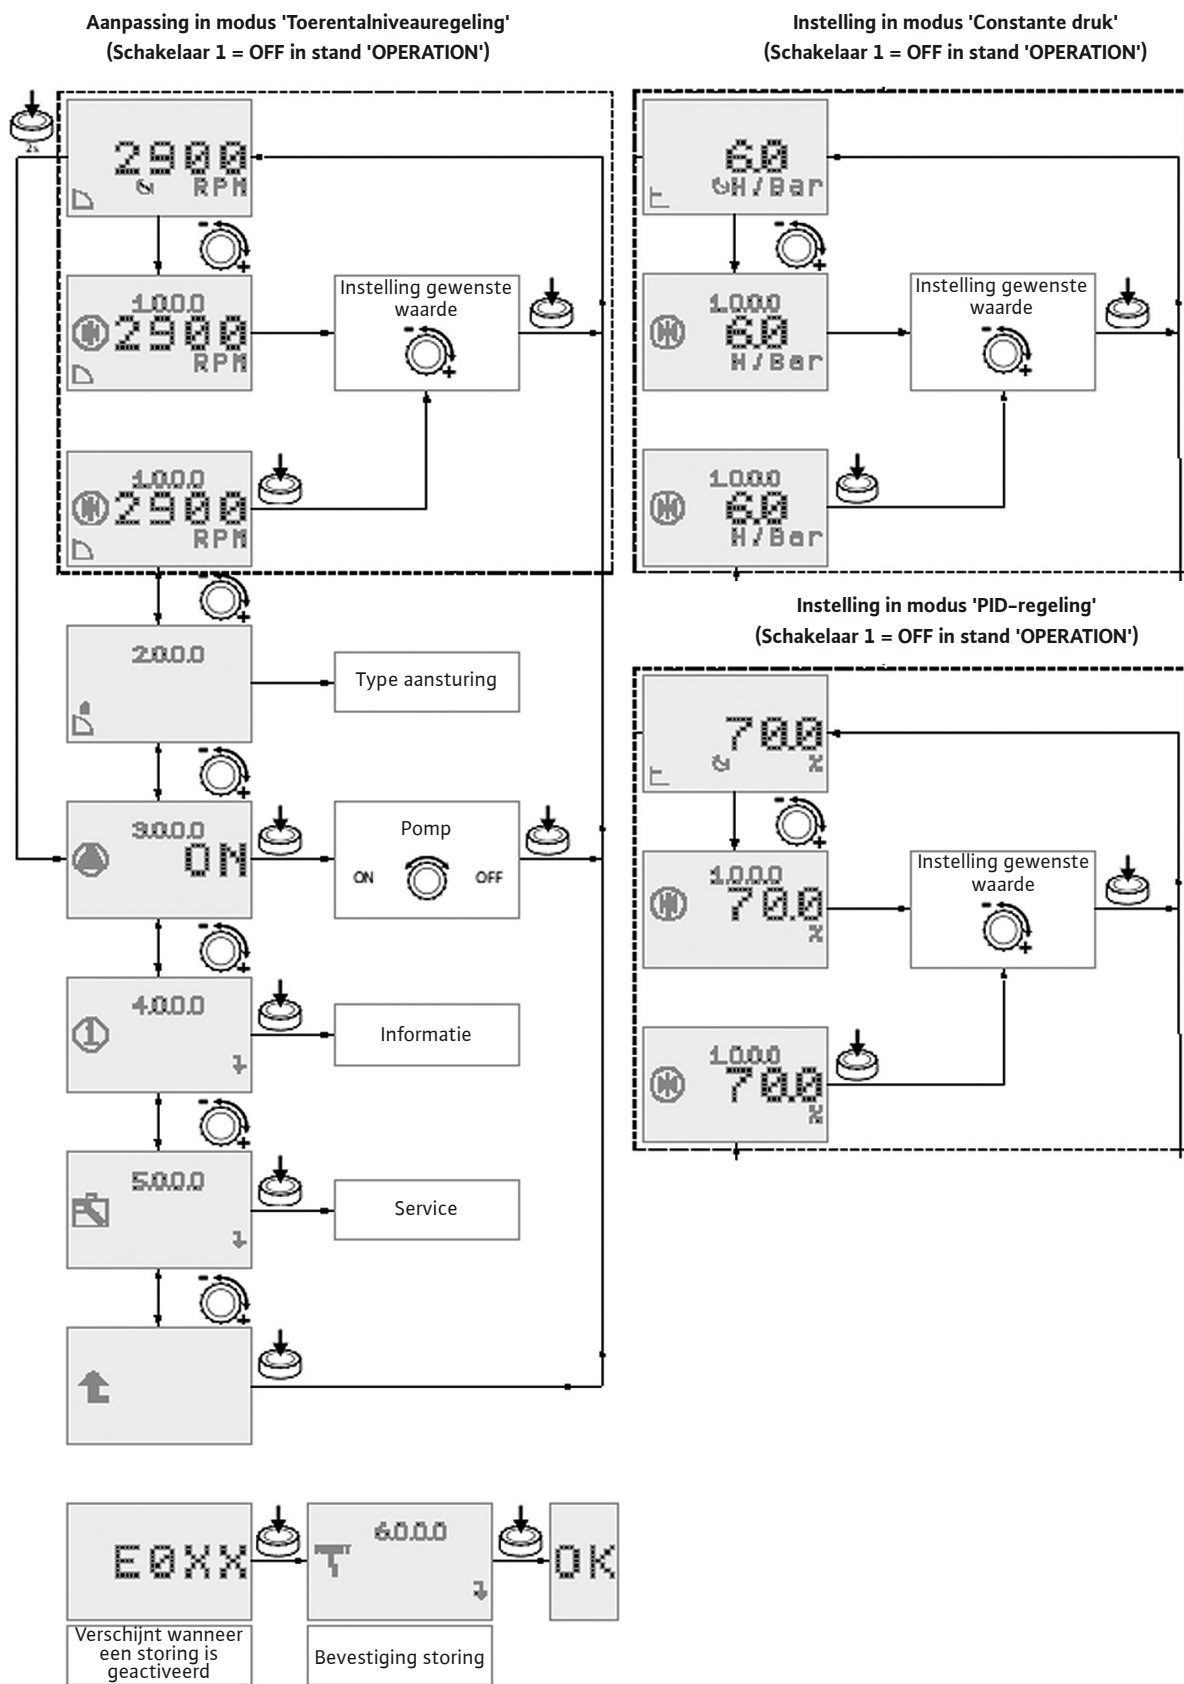 Aanpassing in modus 'Toerentalniveauregeling'
(Schakelaar 1 = OFF in stand 'OPERATION')
2s
2900
RPM
1.0.0.0
2900
RPM
Instelling gewenste
waarde
- +
1.0.0.0
2900
RPM
- +
2.0.0.0
Type aansturing
- +
3.0.0.0
ON
Pomp
ON OFF
- +
4.0.0.0
1
Informatie
- +
5.0.0.0
Service
- +
E0XX
6.0.0.0
OK
Verschijnt wanneer
een storing is
geactiveerd
Bevestiging storing
Instelling in modus 'Constante druk'
(Schakelaar 1 = OFF in stand 'OPERATION')
6.0
H/Bar
- +
1.0.0.0
6.0
H/Bar
Instelling gewenste
waarde
- +
1.0.0.0
6.0
H/Bar
Instelling in modus 'PID-regeling'
(Schakelaar 1 = OFF in stand 'OPERATION')
70.0
%
- +
1.0.0.0
70.0
%
Instelling gewenste
waarde
- +
1.0.0.0
70.0
%